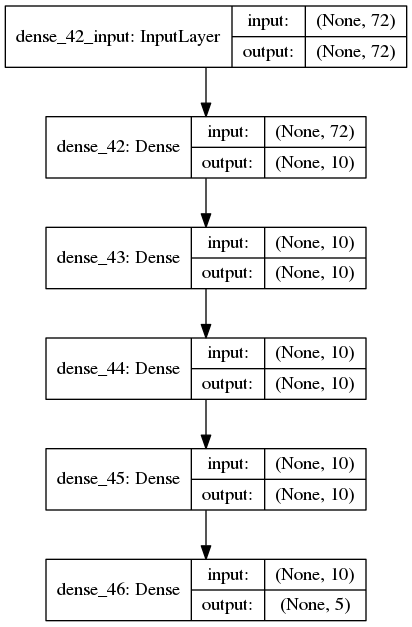 dense_42_input: InputLayer
input: (None, 72)
output: (None, 72)
dense_42: Dense
input: (None, 72)
output: (None, 10)
dense_43: Dense
input: (None, 10)
output: (None, 10)
dense_44: Dense
input: (None, 10)
output: (None, 10)
dense_45: Dense
input: (None, 10)
output: (None, 10)
dense_46: Dense
input: (None, 10)
output: (None, 5)